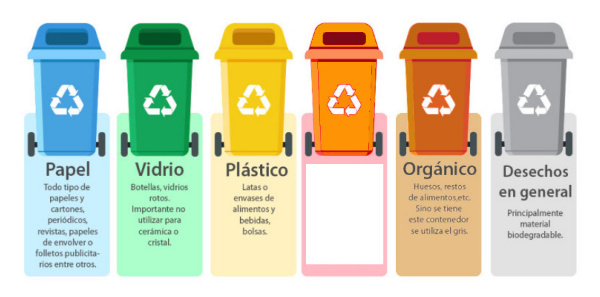 Papel
Todo tipo de
papeles y
cartones,
periódicos,
revistas, papeles
de envolver o
folletos publicita-
rios entre otros.
Vidrio
Botellas, vidrios
rotos.
Importante no
utilizar para
cerámica o
cristal.
Plástico
Latas o
envases de
alimentos y
bebidas,
bolsas.
Orgánico
Huesos, restos
de alimentos,etc.
Sino se tiene
este contenedor
se utiliza el gris.
Desechos
en general
Principalmente
material
biodegradable.